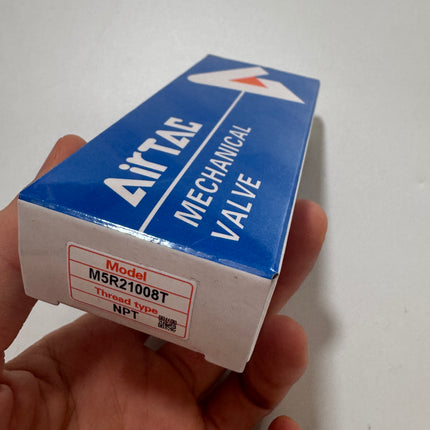 AirTAC
MECHANICAL
VALVE
Model
M5R21008T
Thread type
NPT